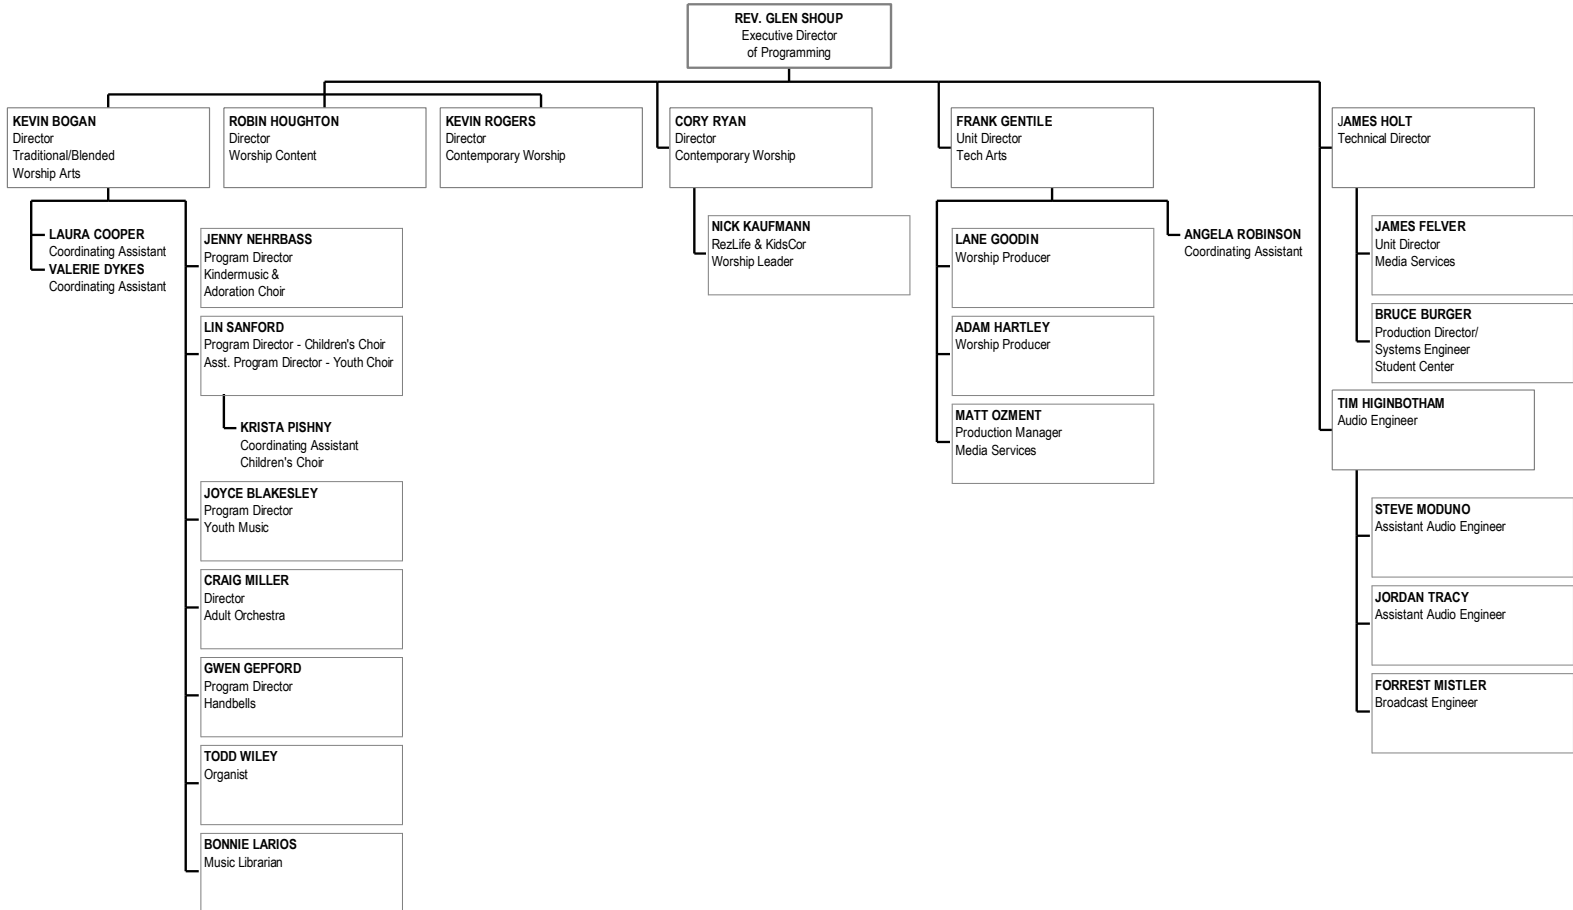 REV. GLEN SHOUP
Executive Director
of Programming
KEVIN BOGAN
Director
Traditional/Blended
Worship Arts
ROBIN HOUGHTON
Director
Worship Content
KEVIN ROGERS
Director
Contemporary Worship
CORY RYAN
Director
Contemporary Worship
FRANK GENTILE
Unit Director
Tech Arts
JAMES HOLT
Technical Director
LAURA COOPER
Coordinating Assistant
VALERIE DYKES
Coordinating Assistant
JENNY NEHRBASS
Program Director
Kindermusic &
Adoration Choir
LIN SANFORD
Program Director - Children's Choir
Asst. Program Director - Youth Choir
KRISTA PISHNY
Coordinating Assistant
Children's Choir
JOYCE BLAKESLEY
Program Director
Youth Music
CRAIG MILLER
Director
Adult Orchestra
GWEN GEPFORD
Program Director
Handbells
TODD WILEY
Organist
BONNIE LARIOS
Music Librarian
NICK KAUFMANN
RezLife & KidsCor
Worship Leader
LANE GOODIN
Worship Producer
ADAM HARTLEY
Worship Producer
MATT OZMENT
Production Manager
Media Services
ANGELA ROBINSON
Coordinating Assistant
JAMES FELVER
Unit Director
Media Services
BRUCE BURGER
Production Director/
Systems Engineer
Student Center
TIM HIGINBOTHAM
Audio Engineer
STEVE MODUNO
Assistant Audio Engineer
JORDAN TRACY
Assistant Audio Engineer
FORREST MISTLER
Broadcast Engineer